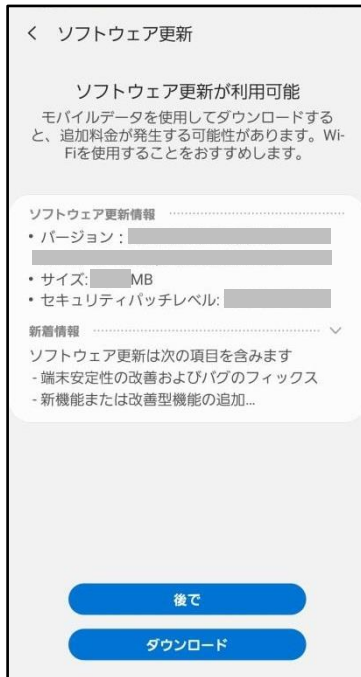 ソフトウェア更新
ソフトウェア更新が利用可能
モバイルデータを使用してダウンロードする
と、追加料金が発生する可能性があります。Wi-
Fiを使用することをおすすめします。
ソフトウェア更新情報
• バージョン：
• サイズ: MB
• セキュリティパッチレベル:
新着情報
ソフトウェア更新は次の項目を含みます
- 端末安定性の改善およびバグのフィックス
- 新機能または改善型機能の追加...
後で
ダウンロード